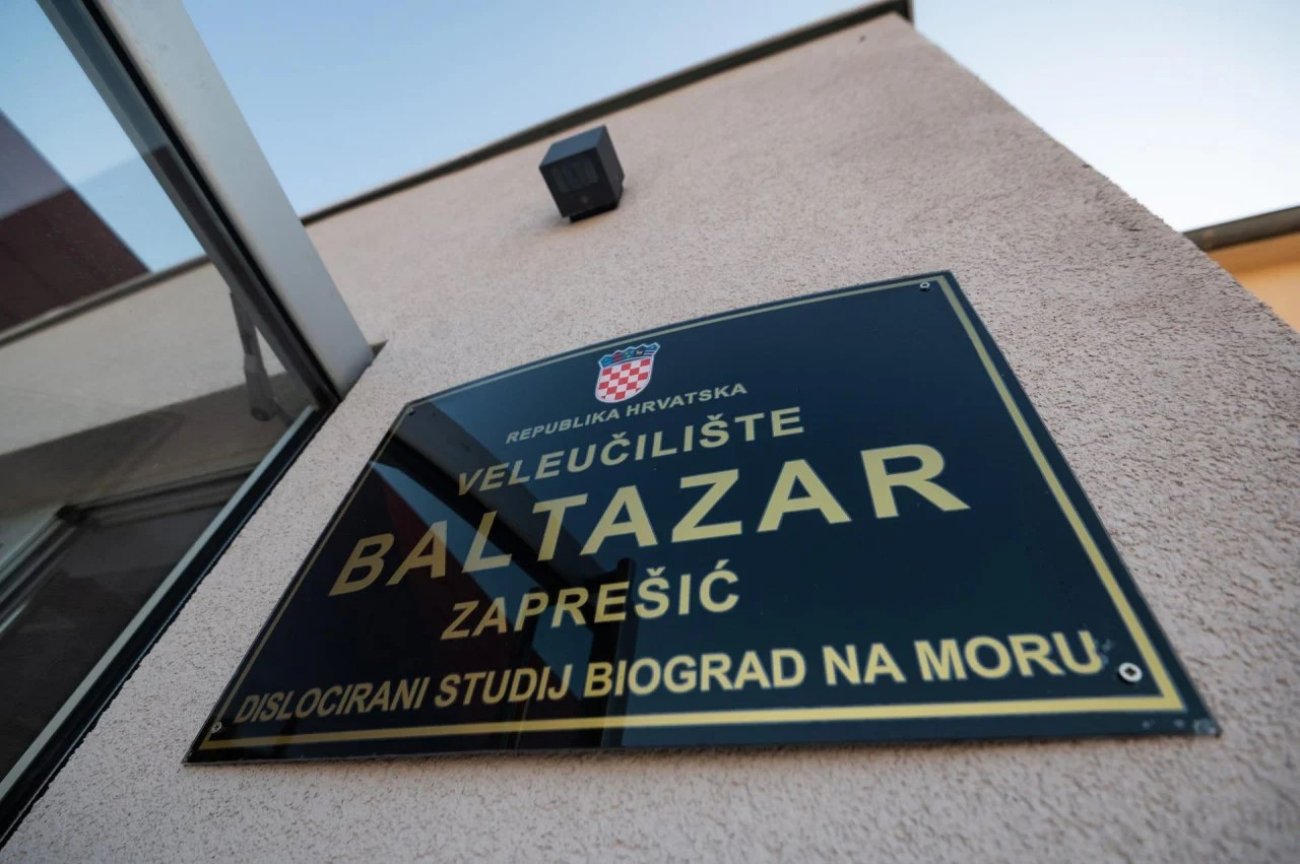 REPUBLIKA HRVATSKA
VELEUČILIŠTE
BALTAZAR
ZAPREŠIĆ
DISLOCIRANI STUDIJ BIOGRAD NA MORU